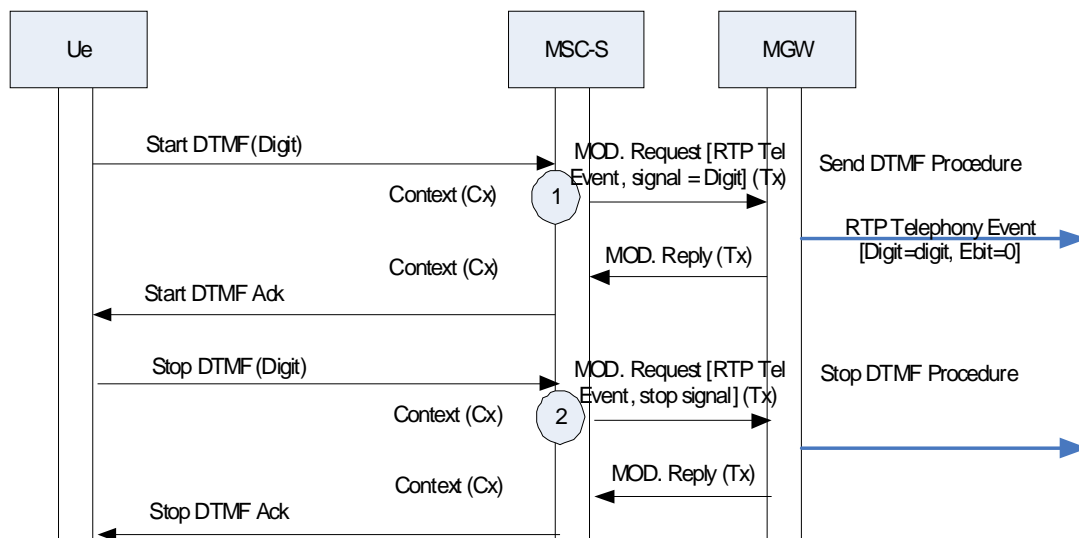 Ue
MSC-S
MGW
Start DTMF (Digit)
MOD. Request [RTP Tel
Event, signal = Digit] (Tx)
Send DTMF Procedure
Context (Cx)
1
RTP Telephony Event
[Digit=digit, Ebit=0]
Context (Cx)
MOD. Reply (Tx)
Start DTMF Ack
Stop DTMF (Digit)
MOD. Request [RTP Tel
Event, stop signal] (Tx)
Stop DTMF Procedure
Context (Cx)
2
Context (Cx)
MOD. Reply (Tx)
Stop DTMF Ack